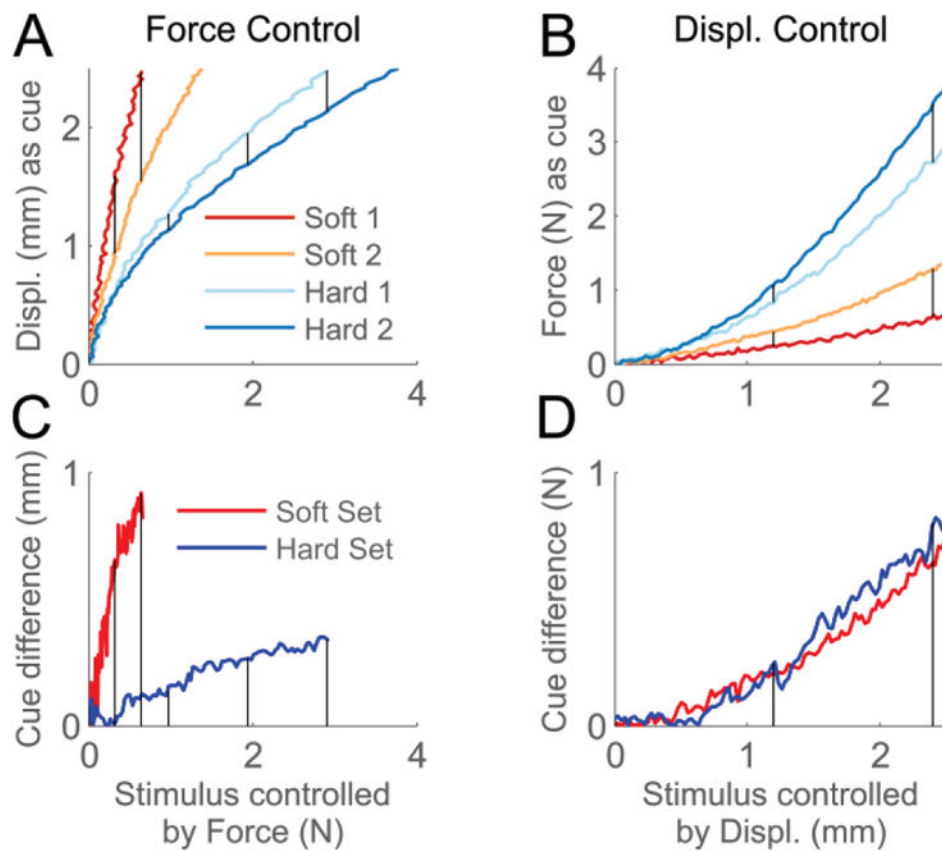 A
Force Control
Displ. (mm) as cue
2
1
0
Soft 1
Soft 2
Hard 1
Hard 2
0
2
4
B
Displ. Control
Force (N) as cue
4
3
2
1
0
1
2
C
Cue difference (mm)
1
0
Soft Set
Hard Set
0
2
4
Stimulus controlled
by Force (N)
D
Cue difference (N)
1
0
0
1
2
Stimulus controlled
by Displ. (mm)